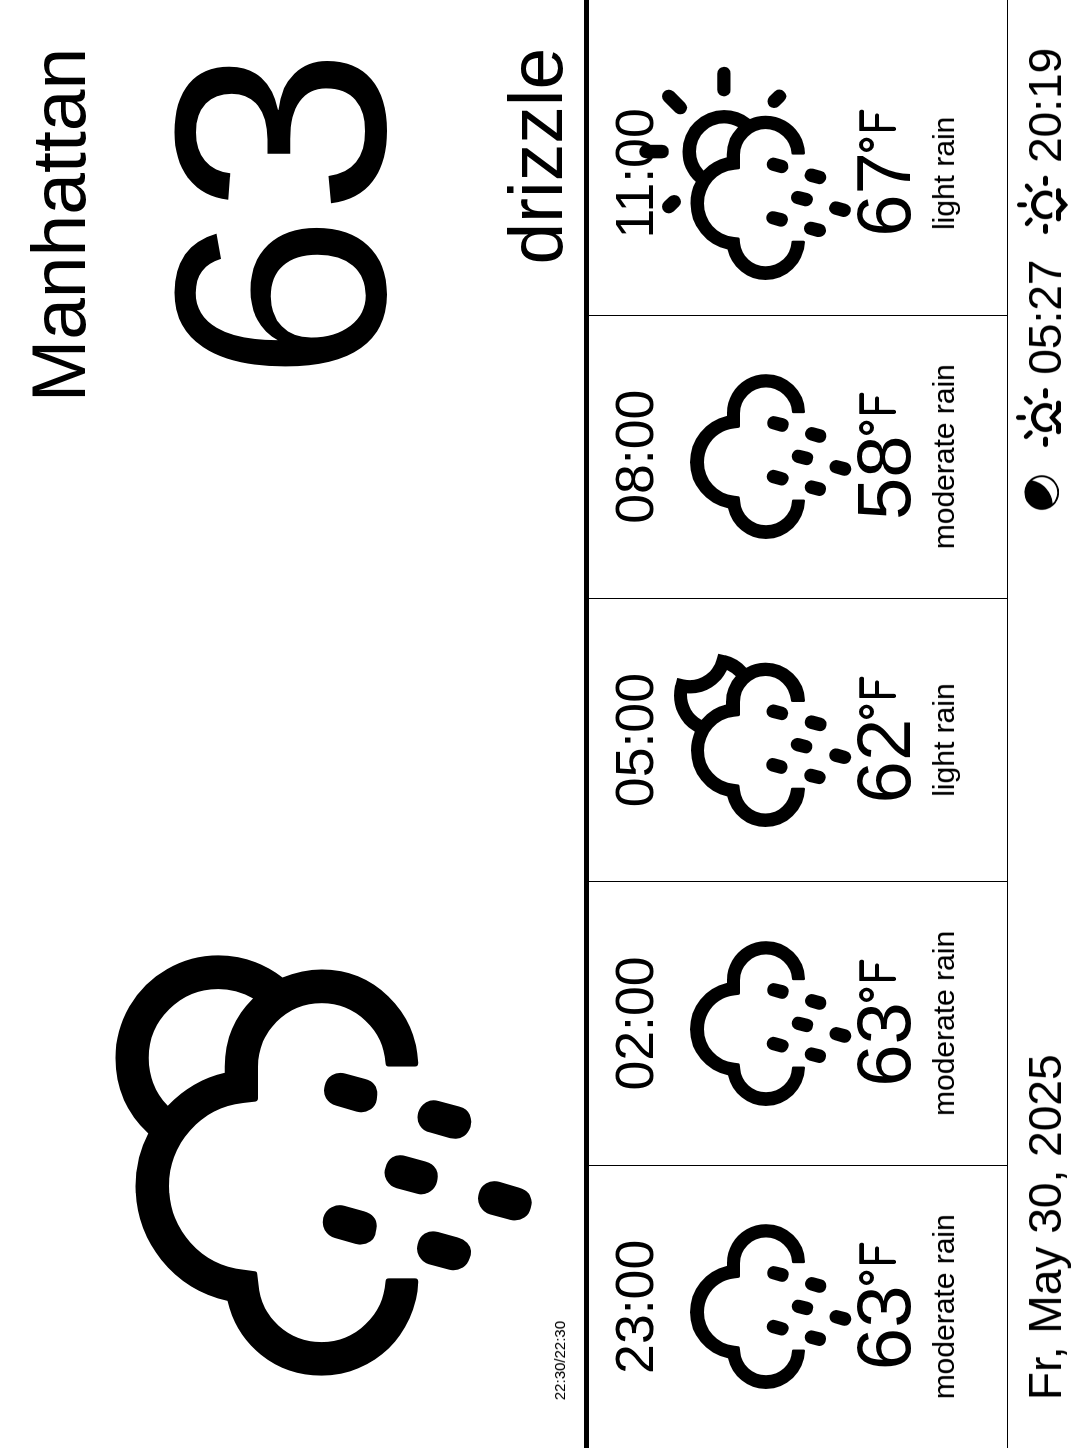 Manhattan
63
drizzle
22:30/22:30
23:00
63°F
moderate rain
02:00
63°F
moderate rain
05:00
62°F
light rain
08:00
58°F
moderate rain
11:00
67°F
light rain
Fr, May 30, 2025
05:27 20:19